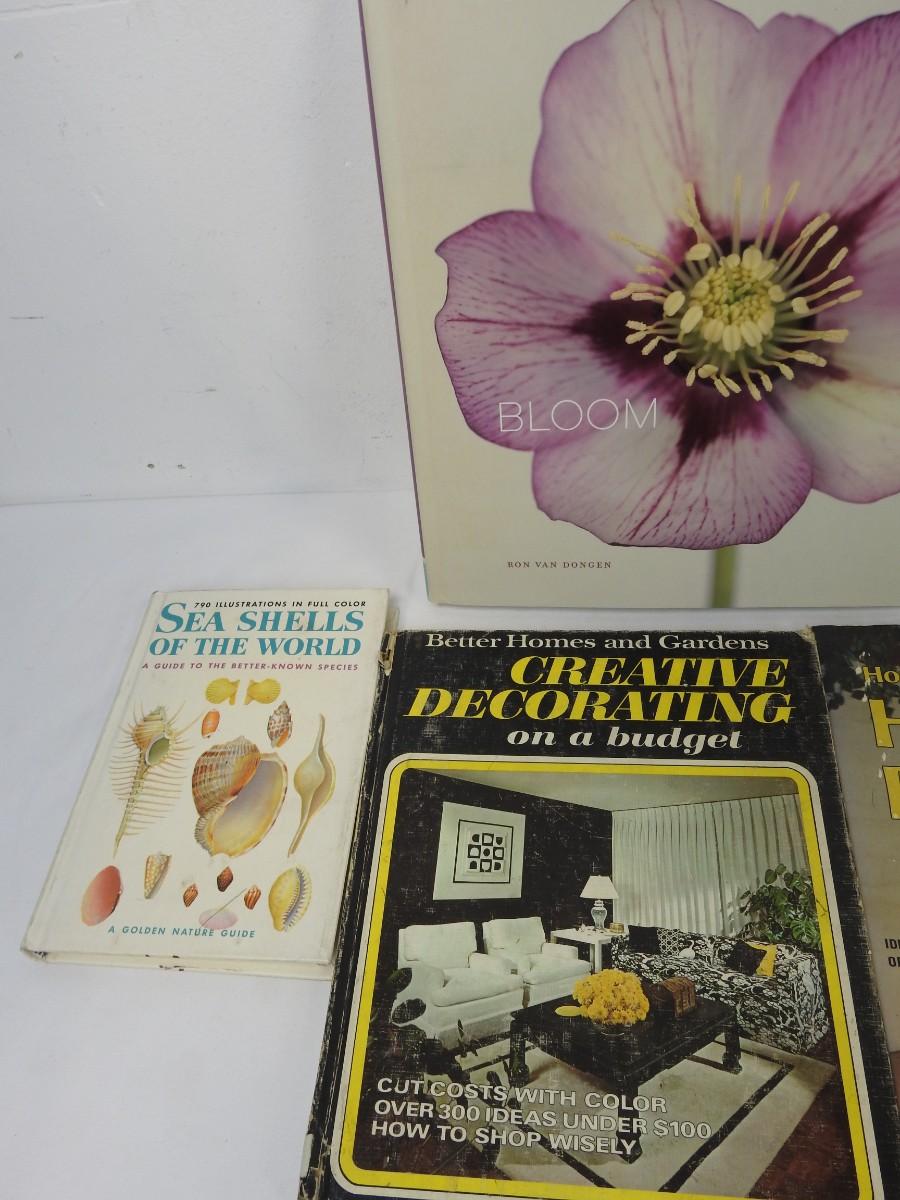 BLOOM
RON VAN DONGEN
790 ILLUSTRATIONS IN FULL COLOR
SEA SHELLS
OF THE WORLD
A GUIDE TO THE BETTER-KNOWN SPECIES
A GOLDEN NATURE GUIDE
Better Homes and Gardens
CREATIVE
DECORATING
on a budget
CUT COSTS WITH COLOR
OVER 300 IDEAS UNDER $100
HOW TO SHOP WISELY